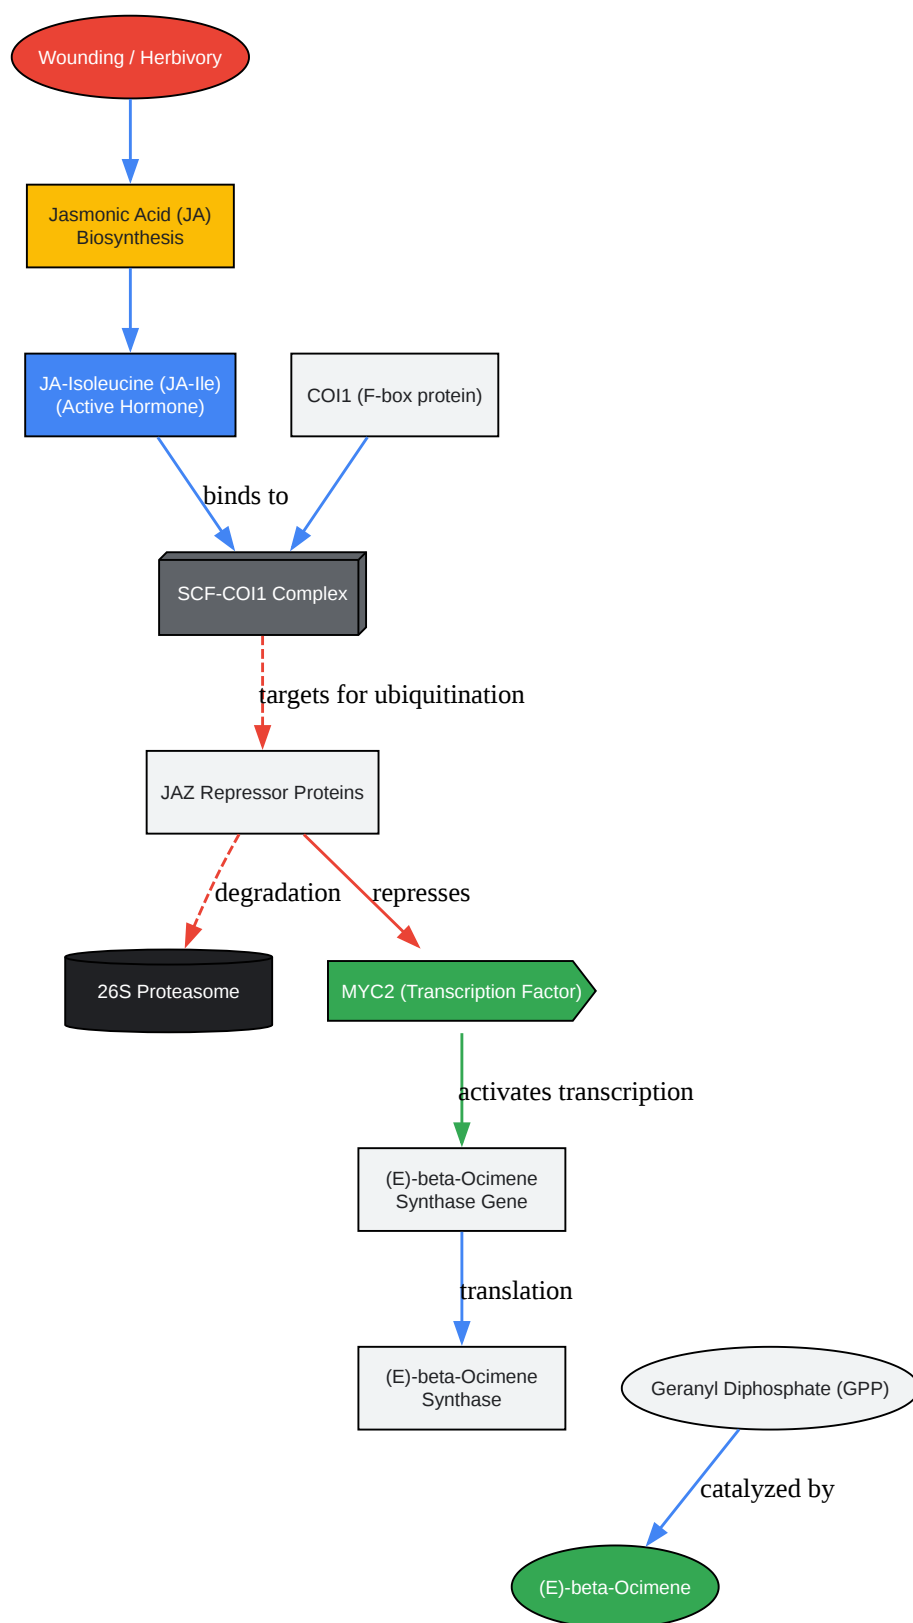 Wounding / Herbivory
Jasmonic Acid (JA)
Biosynthesis
JA-Isoleucine (JA-Ile)
(Active Hormone)
COI1 (F-box protein)
binds to
SCF-COI1 Complex
targets for ubiquitination
JAZ Repressor Proteins
degradation
represses
26S Proteasome
MYC2 (Transcription Factor)
activates transcription
(E)-beta-Ocimene
Synthase Gene
translation
(E)-beta-Ocimene
Synthase
Geranyl Diphosphate (GPP)
catalyzed by
(E)-beta-Ocimene